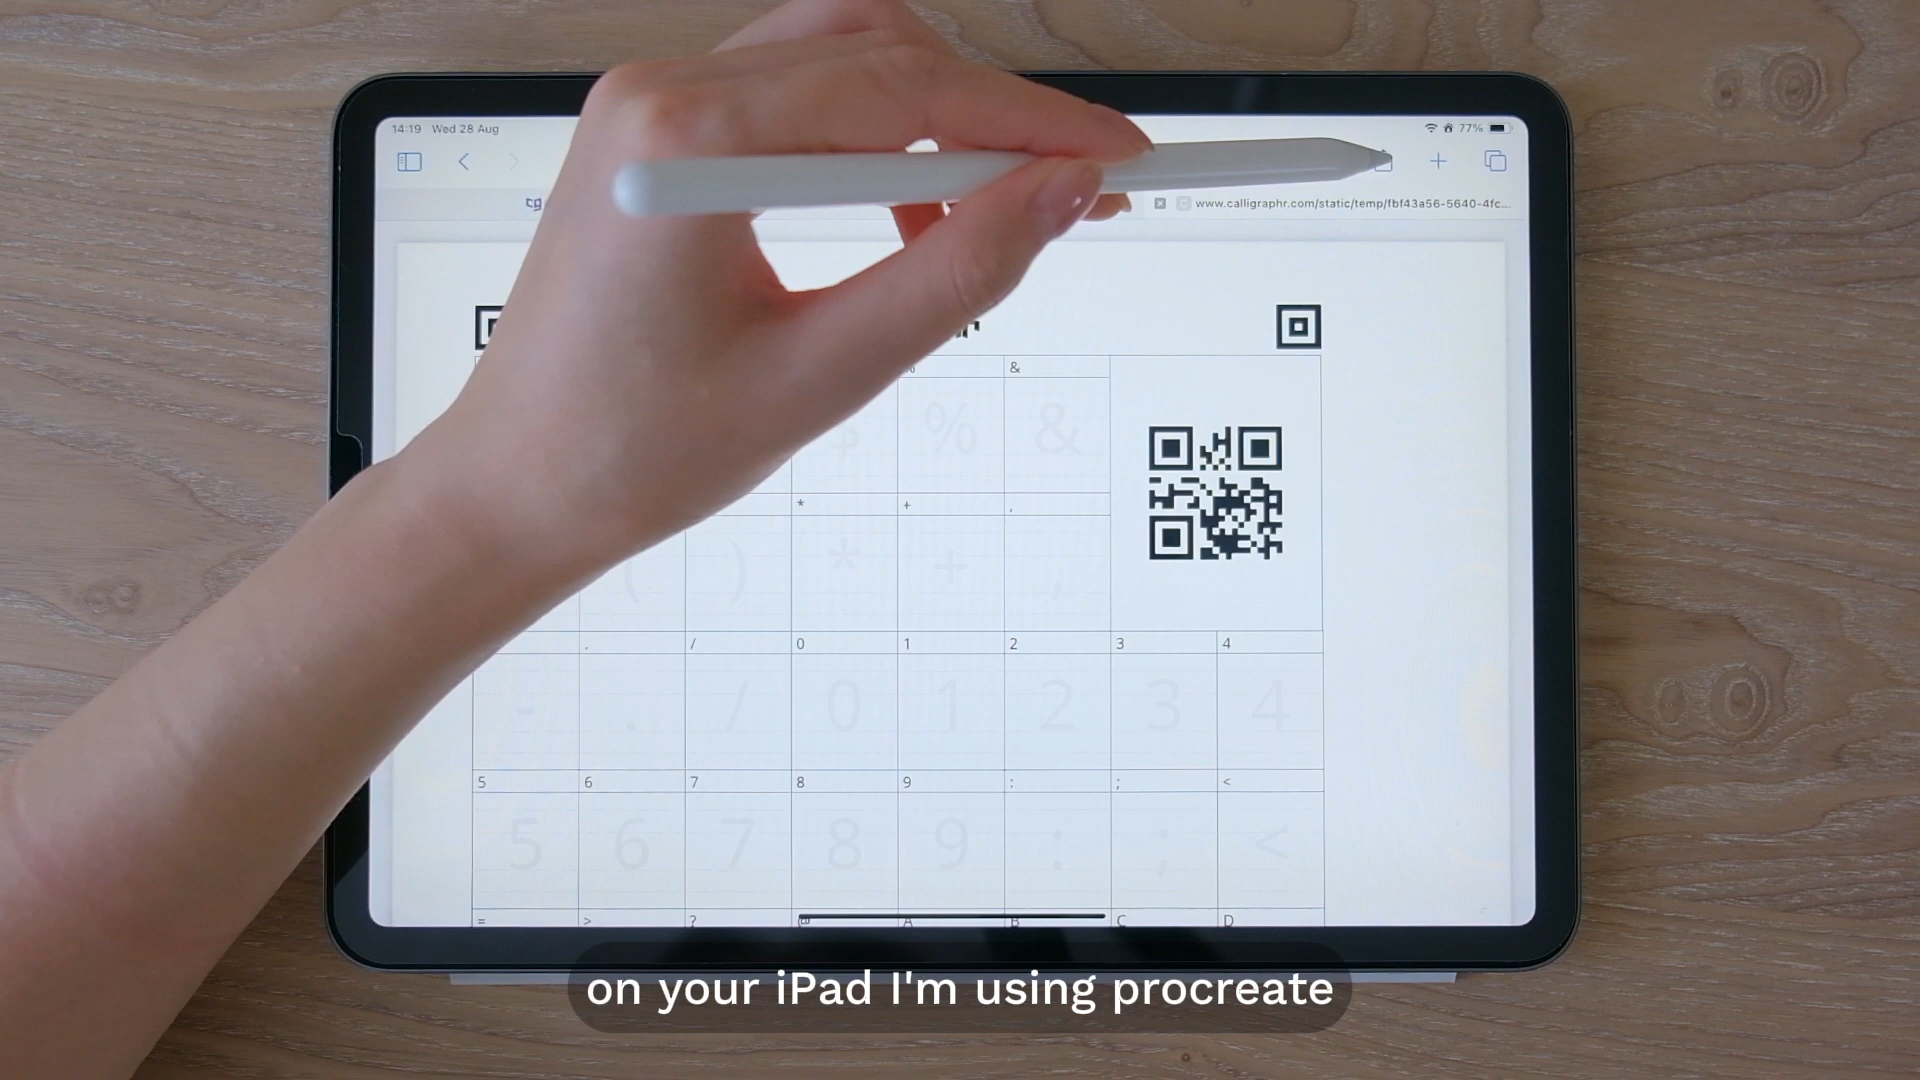 14:19 Wed 28 Aug
77%
cg
www.calligraphr.com/static/temp/fbf43a56-5640-4fc...
&
$ % &
* + ,
( ) * + ,
. / 0 1 2 3 4
- . / 0 1 2 3 4
5 6 7 8 9 : ; <
5 6 7 8 9 : ; <
= > ? @ A B C D
on your iPad I'm using procreate